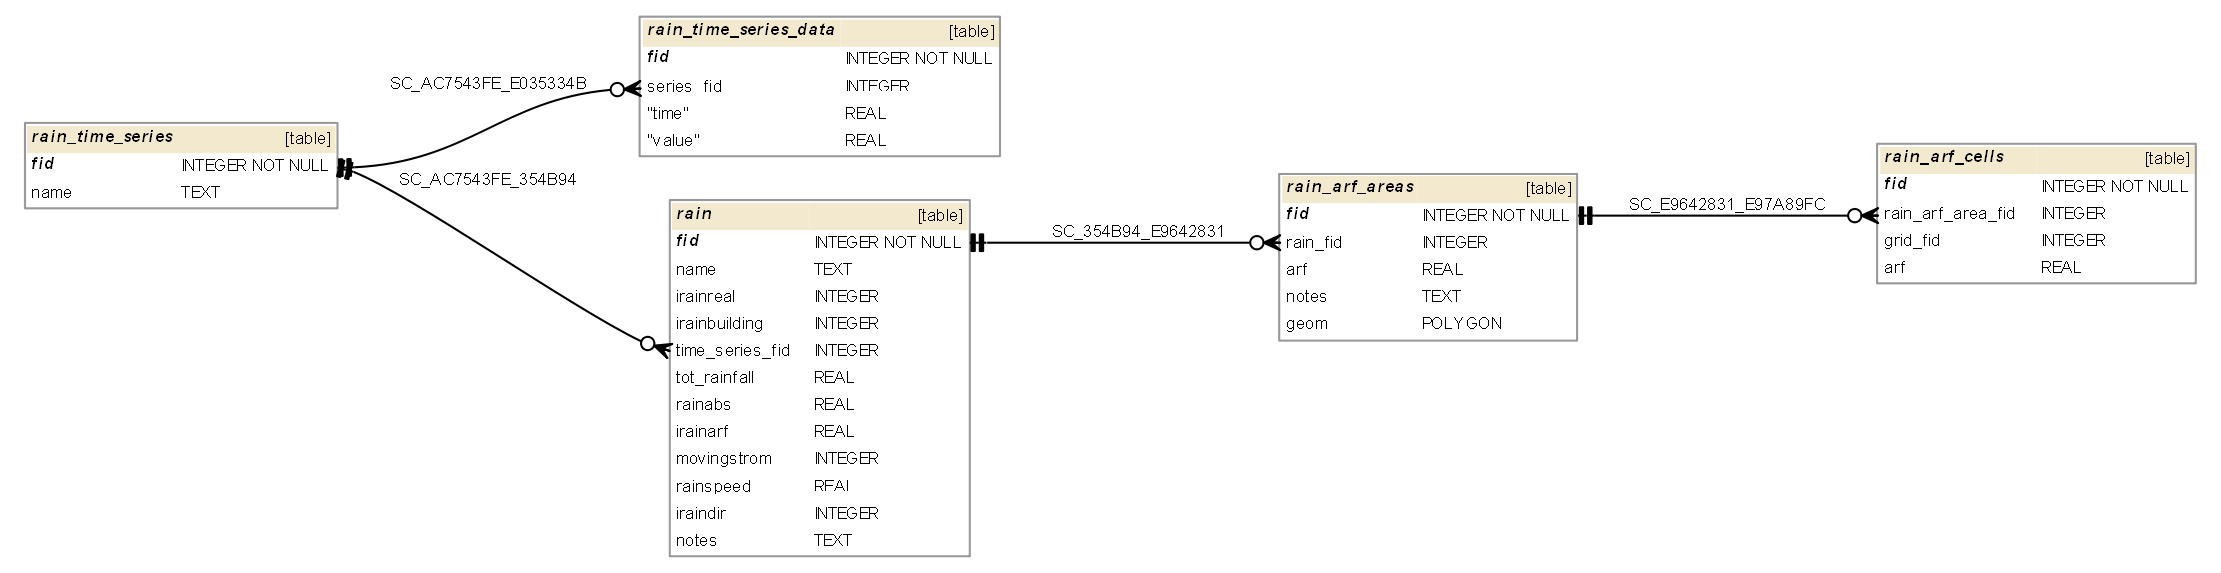 rain_time_series [table]
fid INTEGER NOT NULL
name TEXT
SC_AC7543FE_E035334B
SC_AC7543FE_354B94
rain_time_series_data [table]
fid INTEGER NOT NULL
series_fid INTEGER
"time" REAL
"value" REAL
rain [table]
fid INTEGER NOT NULL
name TEXT
irainreal INTEGER
irainbuilding INTEGER
time_series_fid INTEGER
tot_rainfall REAL
rainabs REAL
irainarf REAL
movingstrom INTEGER
rainspeed REAL
iraindir INTEGER
notes TEXT
SC_354B94_E9642831
rain_arf_areas [table]
fid INTEGER NOT NULL
rain_fid INTEGER
arf REAL
notes TEXT
geom POLYGON
SC_E9642831_E97A89FC
rain_arf_cells [table]
fid INTEGER NOT NULL
rain_arf_area_fid INTEGER
grid_fid INTEGER
arf REAL